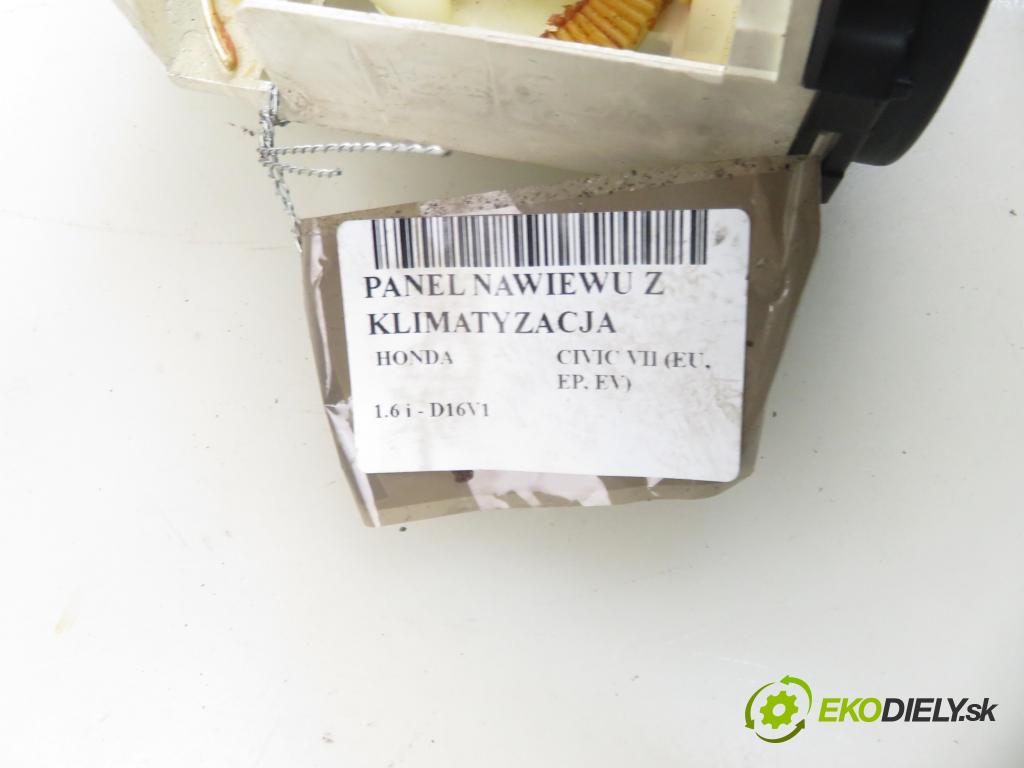 PANEL NAWIEWU Z
KLIMATYZACJA
HONDA CIVIC VII (EU,
EP, EV)
1.6 i - D16V1
EKODIELY.sk